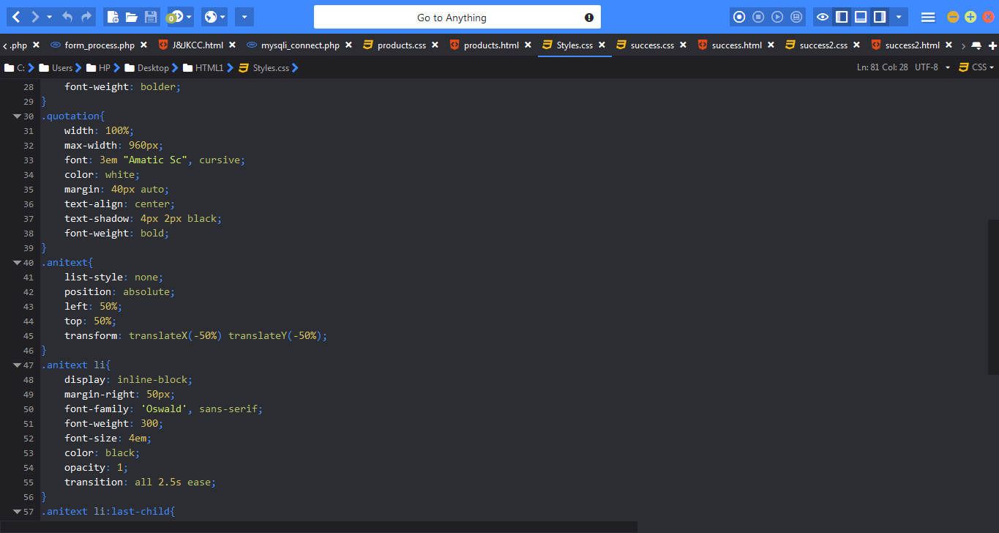 Go to Anything
0
.php form_process.php J&JKCC.html mysqli_connect.php products.css products.html Styles.css success.css success.html success2.css success2.html
C: Users HP Desktop HTML1 Styles.css Ln: 81 Col: 28 UTF-8 CSS
28 font-weight: bolder;
29 }
30 .quotation{
31 width: 100%;
32 max-width: 960px;
33 font: 3em "Amatic Sc", cursive;
34 color: white;
35 margin: 40px auto;
36 text-align: center;
37 text-shadow: 4px 2px black;
38 font-weight: bold;
39 }
40 .anitext{
41 list-style: none;
42 position: absolute;
43 left: 50%;
44 top: 50%;
45 transform: translateX(-50%) translateY(-50%);
46 }
47 .anitext li{
48 display: inline-block;
49 margin-right: 50px;
50 font-family: 'Oswald', sans-serif;
51 font-weight: 300;
52 font-size: 4em;
53 color: black;
54 opacity: 1;
55 transition: all 2.5s ease;
56 }
57 .anitext li:last-child{